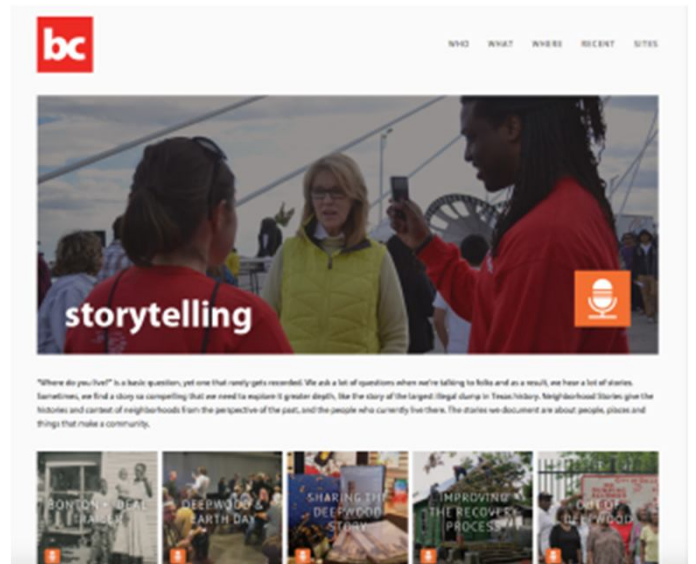 bc
WHO WHAT WHERE RECENT SITES
storytelling
"Where do you live?" is a basic question, yet one that rarely gets recorded. We ask a lot of questions when we're talking to folks and as a result, we hear a lot of stories.
Sometimes, we find a story so compelling that we need to explore it greater depth, like the story of the largest illegal dump in Texas history. Neighborhood Stories give the
histories and context of neighborhoods from the perspective of the past, and the people who currently live there. The stories we document are about people, places and
things that make a community.
BONTON + IDEAL
TRAILER
DEEPWOOD &
EARTH DAY
SHARING THE
DEEPWOOD
STORY
IMPROVING
THE RECOVERY
PROCESS
OUT OF
DEEPWOOD